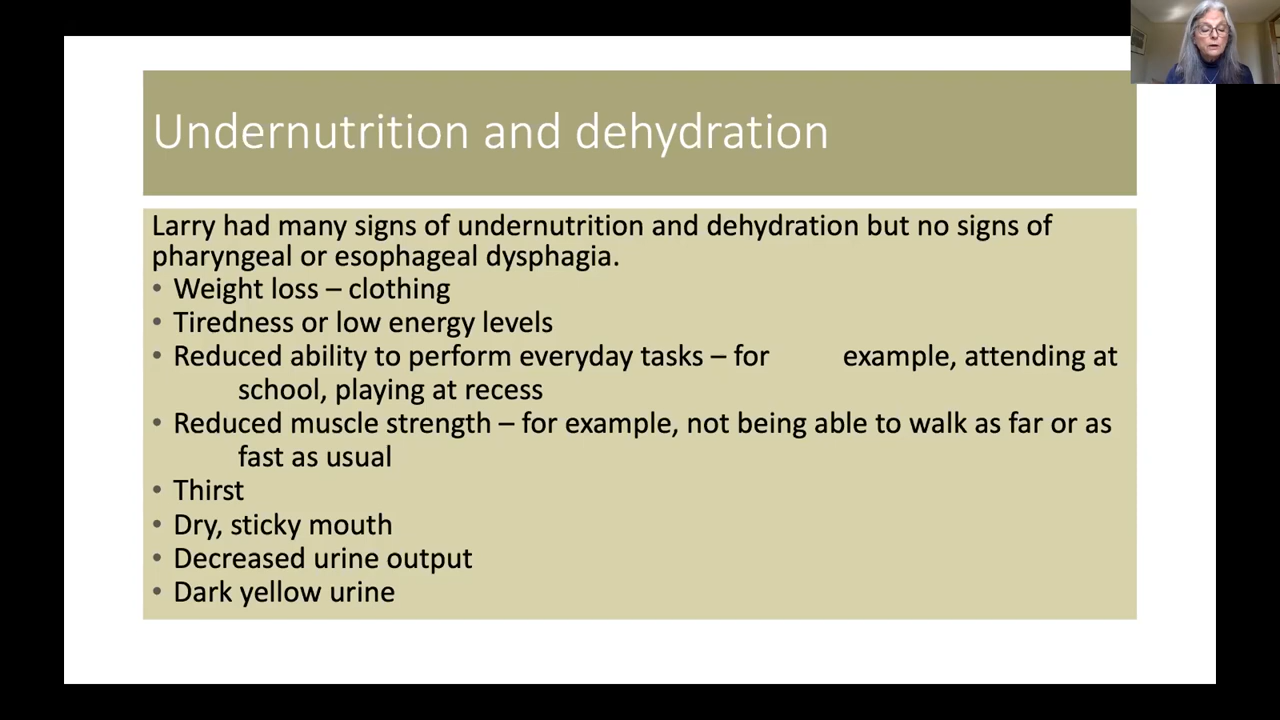 Undernutrition and dehydration
Larry had many signs of undernutrition and dehydration but no signs of
pharyngeal or esophageal dysphagia.
• Weight loss – clothing
• Tiredness or low energy levels
• Reduced ability to perform everyday tasks – for example, attending at
school, playing at recess
• Reduced muscle strength – for example, not being able to walk as far or as
fast as usual
• Thirst
• Dry, sticky mouth
• Decreased urine output
• Dark yellow urine